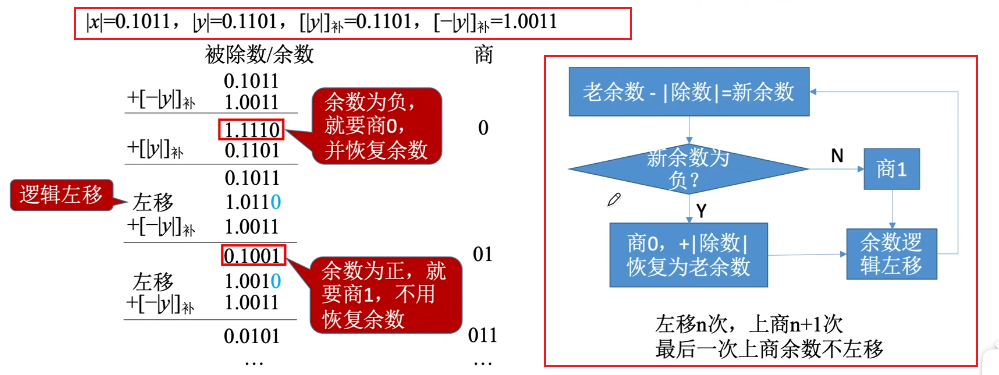 |x|=0.1011，|y|=0.1101，[|y|]补=0.1101，[−|y|]补=1.0011
被除数/余数 商
0.1011
+[−|y|]补 1.0011
1.1110 0
+[|y|]补 0.1101
0.1011
左移 1.0110
+[−|y|]补 1.0011
0.1001 01
左移 1.0010
+[−|y|]补 1.0011
0.0101 011
… …
余数为负，
就要商0，
并恢复余数
逻辑左移
余数为正，就
要商1，不用
恢复余数
老余数 - |除数|=新余数
新余数为
负？
N
商1
Y
商0，+|除数|
恢复为老余数
余数逻
辑左移
左移n次，上商n+1次
最后一次上商余数不左移